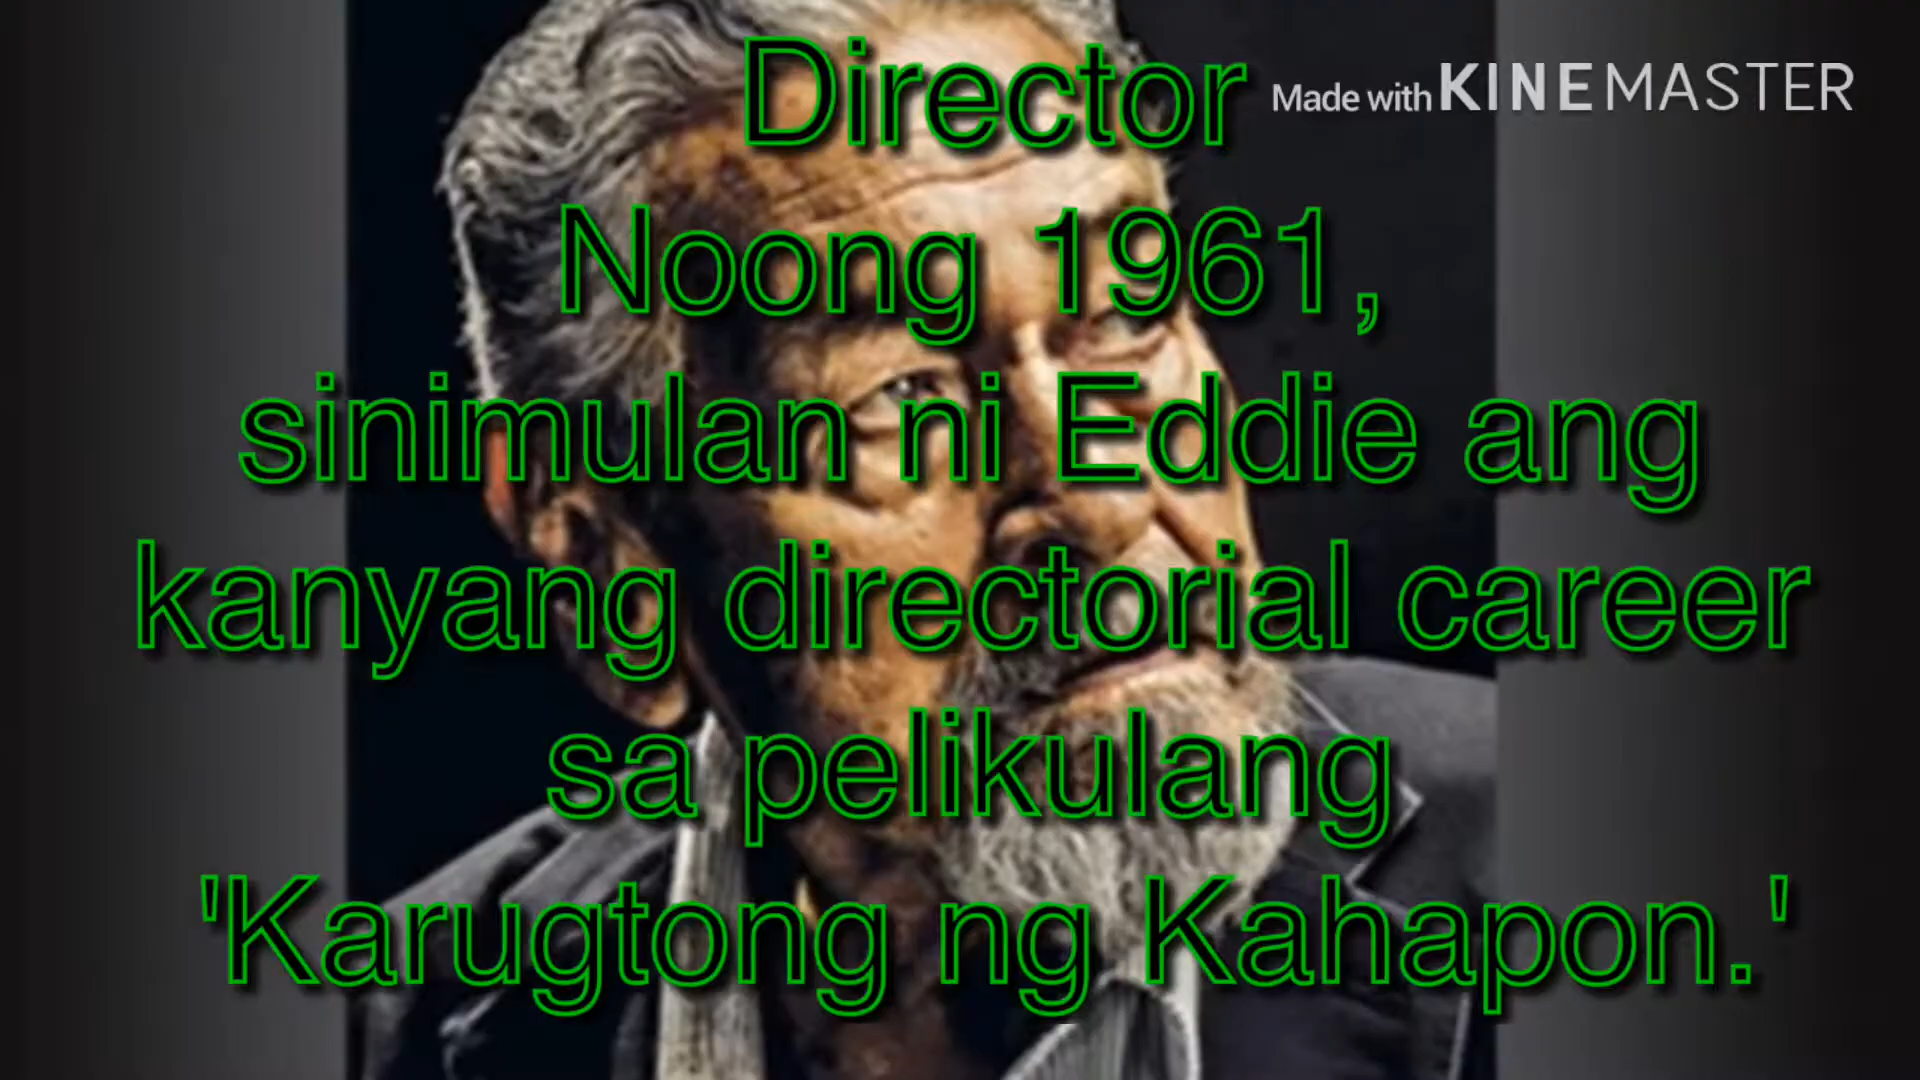 Director
Made with KINEMASTER
Noong 1961,
sinimulan ni Eddie ang
kanyang directorial career
sa pelikulang
'Karugtong ng Kahapon.'